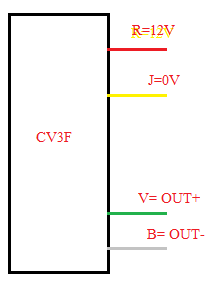 R=12V
J=0V
CV3F
V= OUT+
B= OUT-